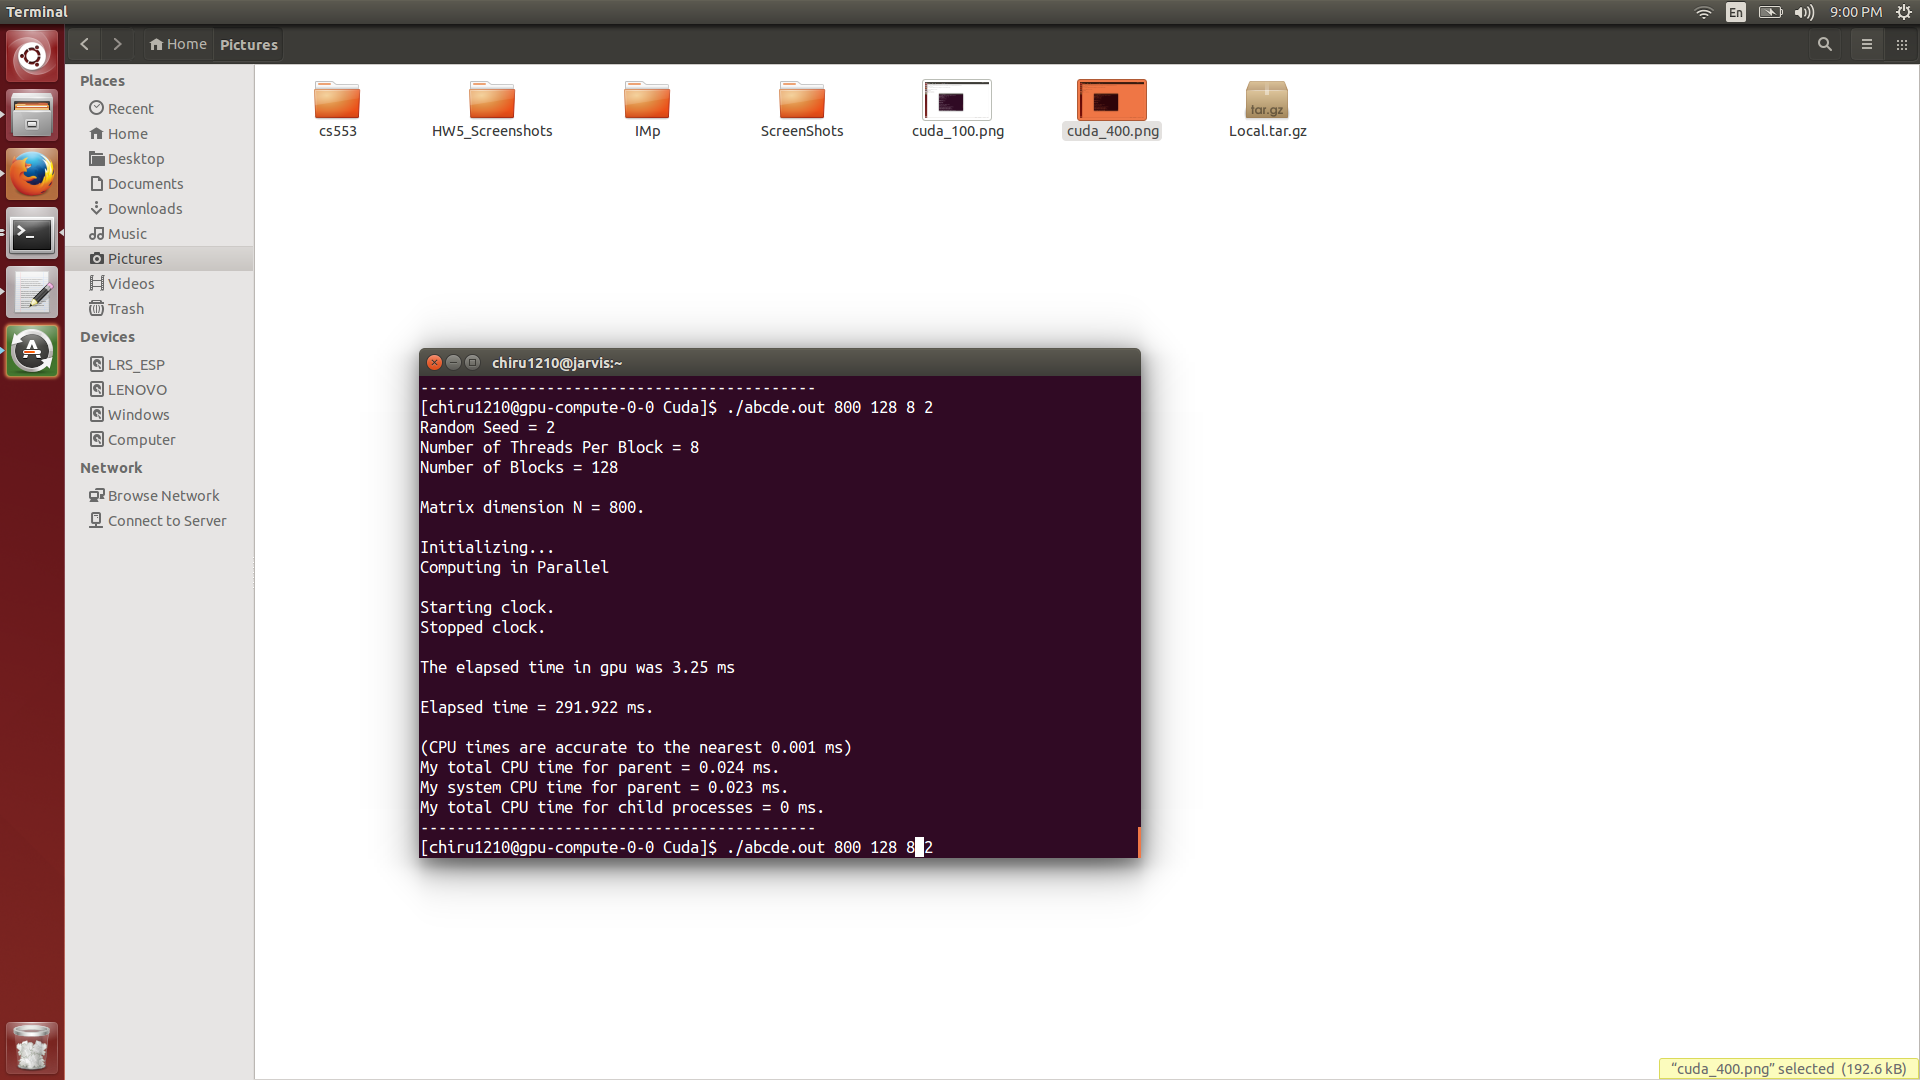 Terminal
En
9:00 PM
Home
Pictures
Places
Recent
Home
Desktop
Documents
Downloads
Music
Pictures
Videos
Trash
Devices
LRS_ESP
LENOVO
Windows
Computer
Network
Browse Network
Connect to Server
cs553
HW5_Screenshots
IMp
ScreenShots
cuda_100.png
cuda_400.png
tar.gz
Local.tar.gz
chiru1210@jarvis:~
--------------------------------------------
[chiru1210@gpu-compute-0-0 Cuda]$ ./abcde.out 800 128 8 2
Random Seed = 2
Number of Threads Per Block = 8
Number of Blocks = 128
Matrix dimension N = 800.
Initializing...
Computing in Parallel
Starting clock.
Stopped clock.
The elapsed time in gpu was 3.25 ms
Elapsed time = 291.922 ms.
(CPU times are accurate to the nearest 0.001 ms)
My total CPU time for parent = 0.024 ms.
My system CPU time for parent = 0.023 ms.
My total CPU time for child processes = 0 ms.
--------------------------------------------
[chiru1210@gpu-compute-0-0 Cuda]$ ./abcde.out 800 128 8 2
“cuda_400.png” selected (192.6 kB)